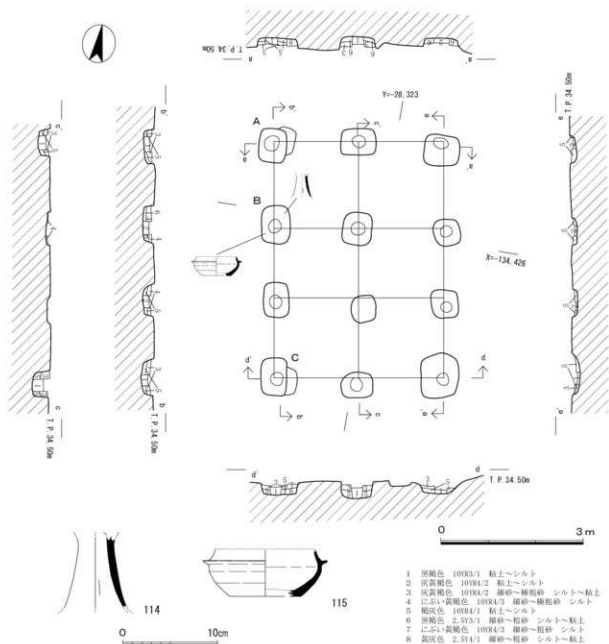 T.P.34.50m
a
a'
Y=-28.323
A
B
C
X=-134.426
a
a'
b
b'
c
c'
d
d'
e
e'
T.P.34.50m
T.P.34.50m
T.P.34.50m
d'
d
T.P.34.50m
0 3m
114
115
0 10cm
1 黒褐色 10YR3/1 粘土~シルト
2 灰黄褐色 10YR4/2 粘土~シルト
3 灰黄褐色 10YR4/2 細砂~極粗砂 シルト~粘土
4 にぶい黄褐色 10YR4/3 細砂~極粗砂 シルト
5 褐灰色 10YR4/1 粘土~シルト
6 黒褐色 2.5Y3/1 細砂~粗砂 シルト~粘土
7 にぶい黄褐色 10YR4/3 細砂~粗砂 シルト
8 黄灰色 2.5Y4/1 細砂~粗砂 シルト~粘土